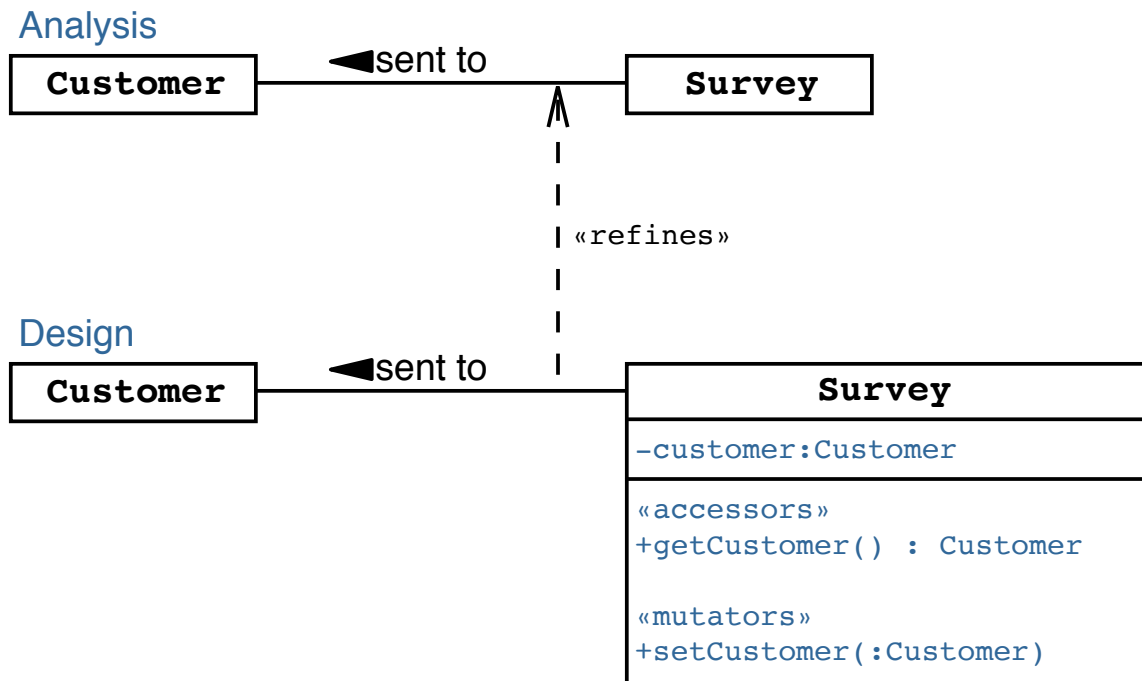 Analysis
Customer
sent to
Survey
«refines»
Design
Customer
sent to
Survey
-customer:Customer
«accessors»
+getCustomer() : Customer
«mutators»
+setCustomer(:Customer)